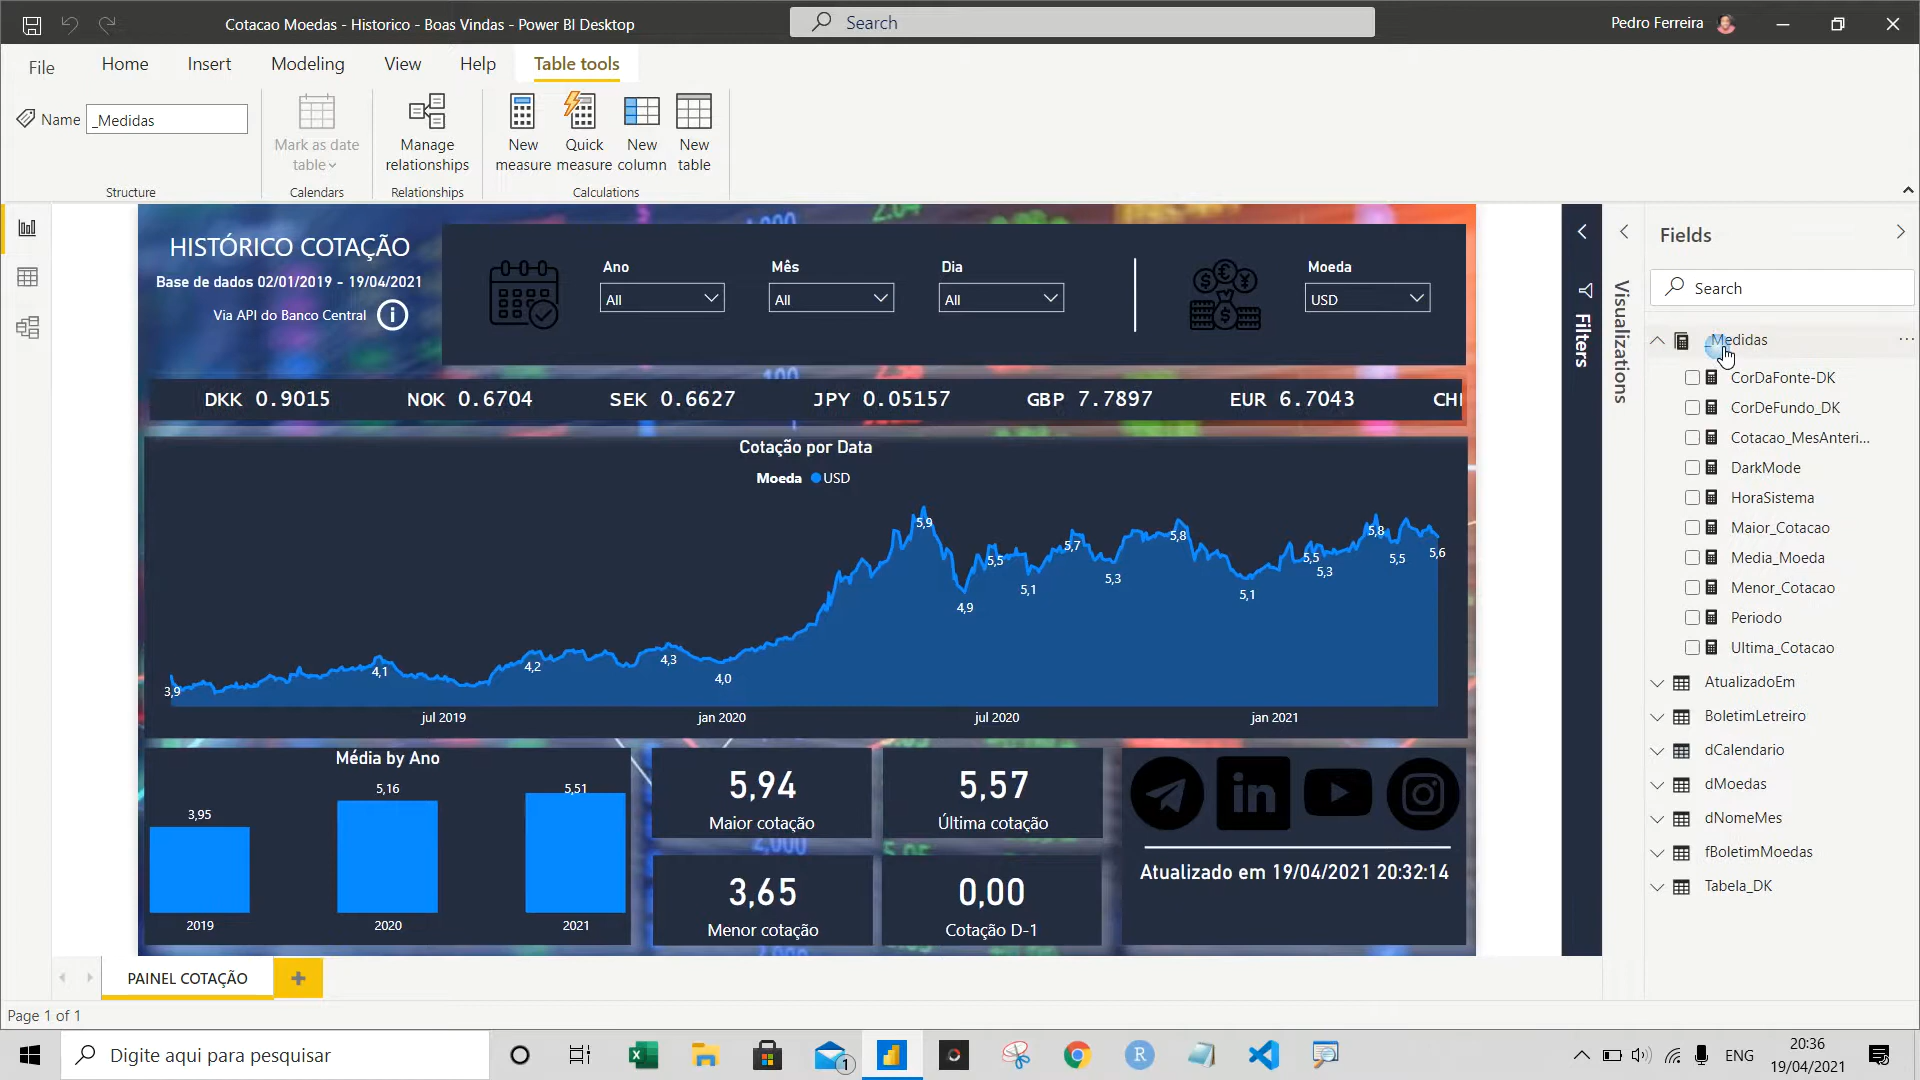 Cotacao Moedas - Historico - Boas Vindas - Power BI Desktop
Search
Pedro Ferreira
File
Home
Insert
Modeling
View
Help
Table tools
Name
_Medidas
Mark as date
table
Manage
relationships
New
measure
Quick
measure
New
column
New
table
Structure
Calendars
Relationships
Calculations
HISTÓRICO COTAÇÃO
Base de dados 02/01/2019 - 19/04/2021
Via API do Banco Central
Ano
All
Mês
All
Dia
All
Moeda
USD
DKK 0.9015
NOK 0.6704
SEK 0.6627
JPY 0.05157
GBP 7.7897
EUR 6.7043
Cotação por Data
Moeda USD
3,9
4,1
4,2
4,3
4,0
5,9
4,9
5,5
5,1
5,7
5,3
5,8
5,1
5,5
5,3
5,8
5,5
5,6
jul 2019
jan 2020
jul 2020
jan 2021
Média by Ano
3,95
5,16
5,51
2019
2020
2021
5,94
Maior cotação
5,57
Última cotação
3,65
Menor cotação
0,00
Cotação D-1
in
Atualizado em 19/04/2021 20:32:14
Filters
Visualizations
Fields
Search
_Medidas
CorDaFonte-DK
CorDeFundo_DK
Cotacao_MesAnteri...
DarkMode
HoraSistema
Maior_Cotacao
Media_Moeda
Menor_Cotacao
Periodo
Ultima_Cotacao
AtualizadoEm
BoletimLetreiro
dCalendario
dMoedas
dNomeMes
fBoletimMoedas
Tabela_DK
PAINEL COTAÇÃO
Page 1 of 1
Digite aqui para pesquisar
1
R
ENG
20:36
19/04/2021